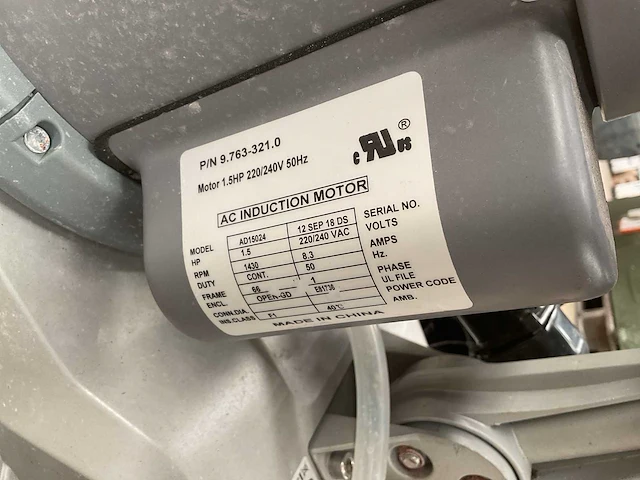 P/N 9.763-321.0
Motor 1.5HP 220/240V 50Hz
c RU us ®
AC INDUCTION MOTOR
MODEL AD15024 12 SEP 18 DS SERIAL NO.
HP 1.5 220/240 VAC VOLTS
RPM 1430 8.3 AMPS
DUTY CONT. 50 Hz.
FRAME 66 1 PHASE
ENCL. OPEN-GD E81738 UL FILE
CONN.DIA. POWER CODE
INS.CLASS F1 40℃ AMB.
MADE IN CHINA